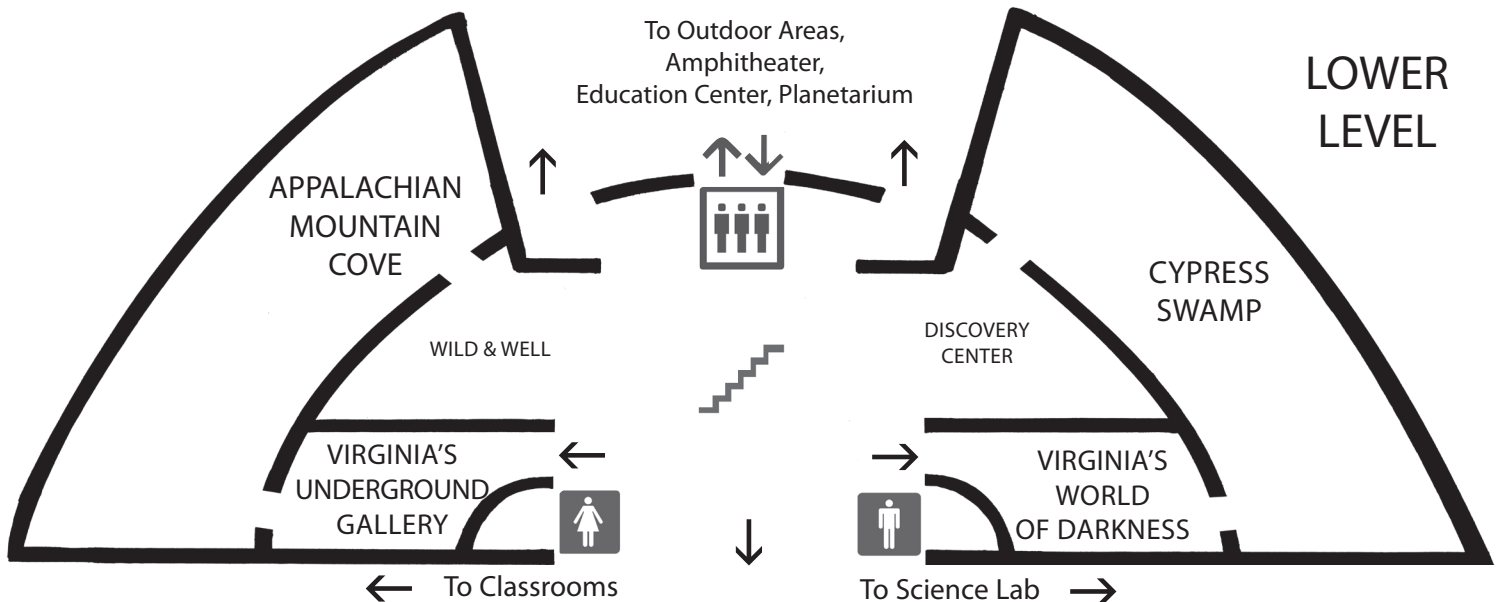 To Outdoor Areas,
Amphitheater,
Education Center, Planetarium
LOWER
LEVEL
APPALACHIAN
MOUNTAIN
COVE
CYPRESS
SWAMP
WILD & WELL
DISCOVERY
CENTER
VIRGINIA'S
UNDERGROUND
GALLERY
VIRGINIA'S
WORLD
OF DARKNESS
To Classrooms
To Science Lab